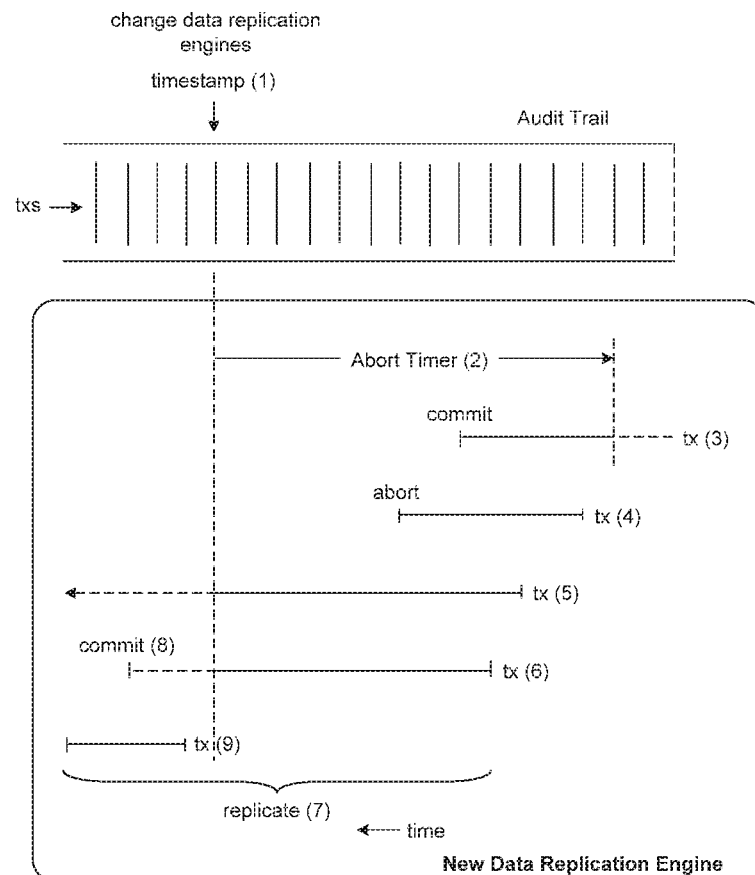 change data replication
engines
timestamp (1)
Audit Trail
txs
Abort Timer (2)
commit
tx (3)
abort
tx (4)
tx (5)
commit (8)
tx (6)
tx (9)
replicate (7)
time
New Data Replication Engine